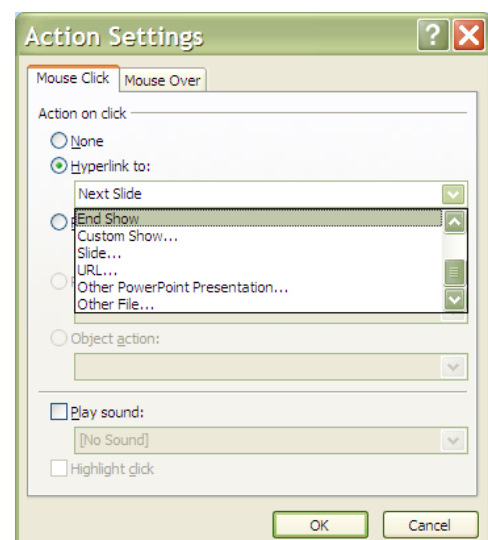 Action Settings
Mouse Click Mouse Over
Action on click
None
Hyperlink to:
Next Slide
End Show
Custom Show...
Slide...
URL...
Other PowerPoint Presentation...
Other File...
Object action:
Play sound:
[No Sound]
Highlight click
OK Cancel